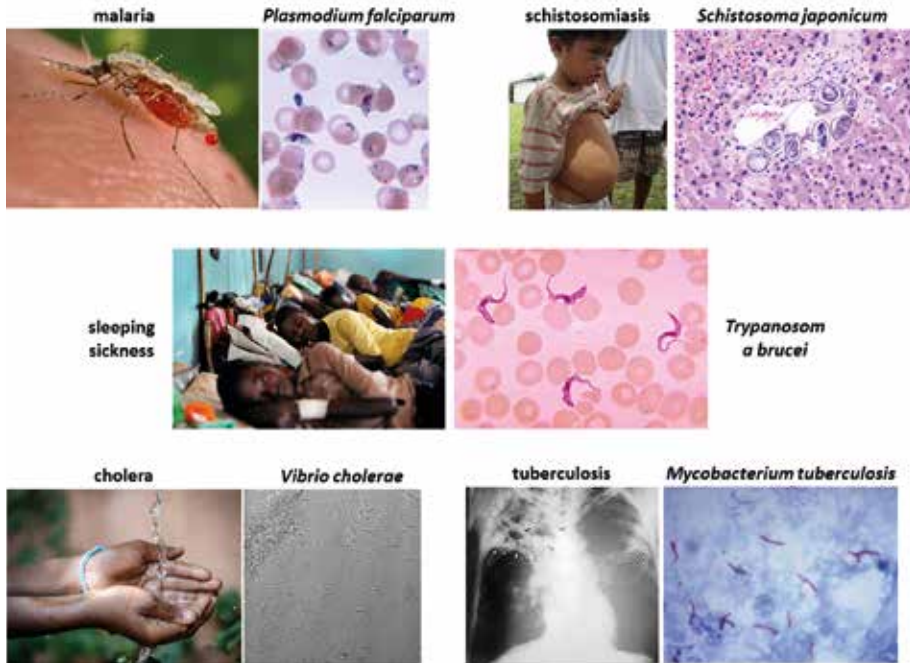 malaria
Plasmodium falciparum
schistosomiasis
Schistosoma japonicum
sleeping
sickness
Trypanosom
a brucei
cholera
Vibrio cholerae
tuberculosis
Mycobacterium tuberculosis